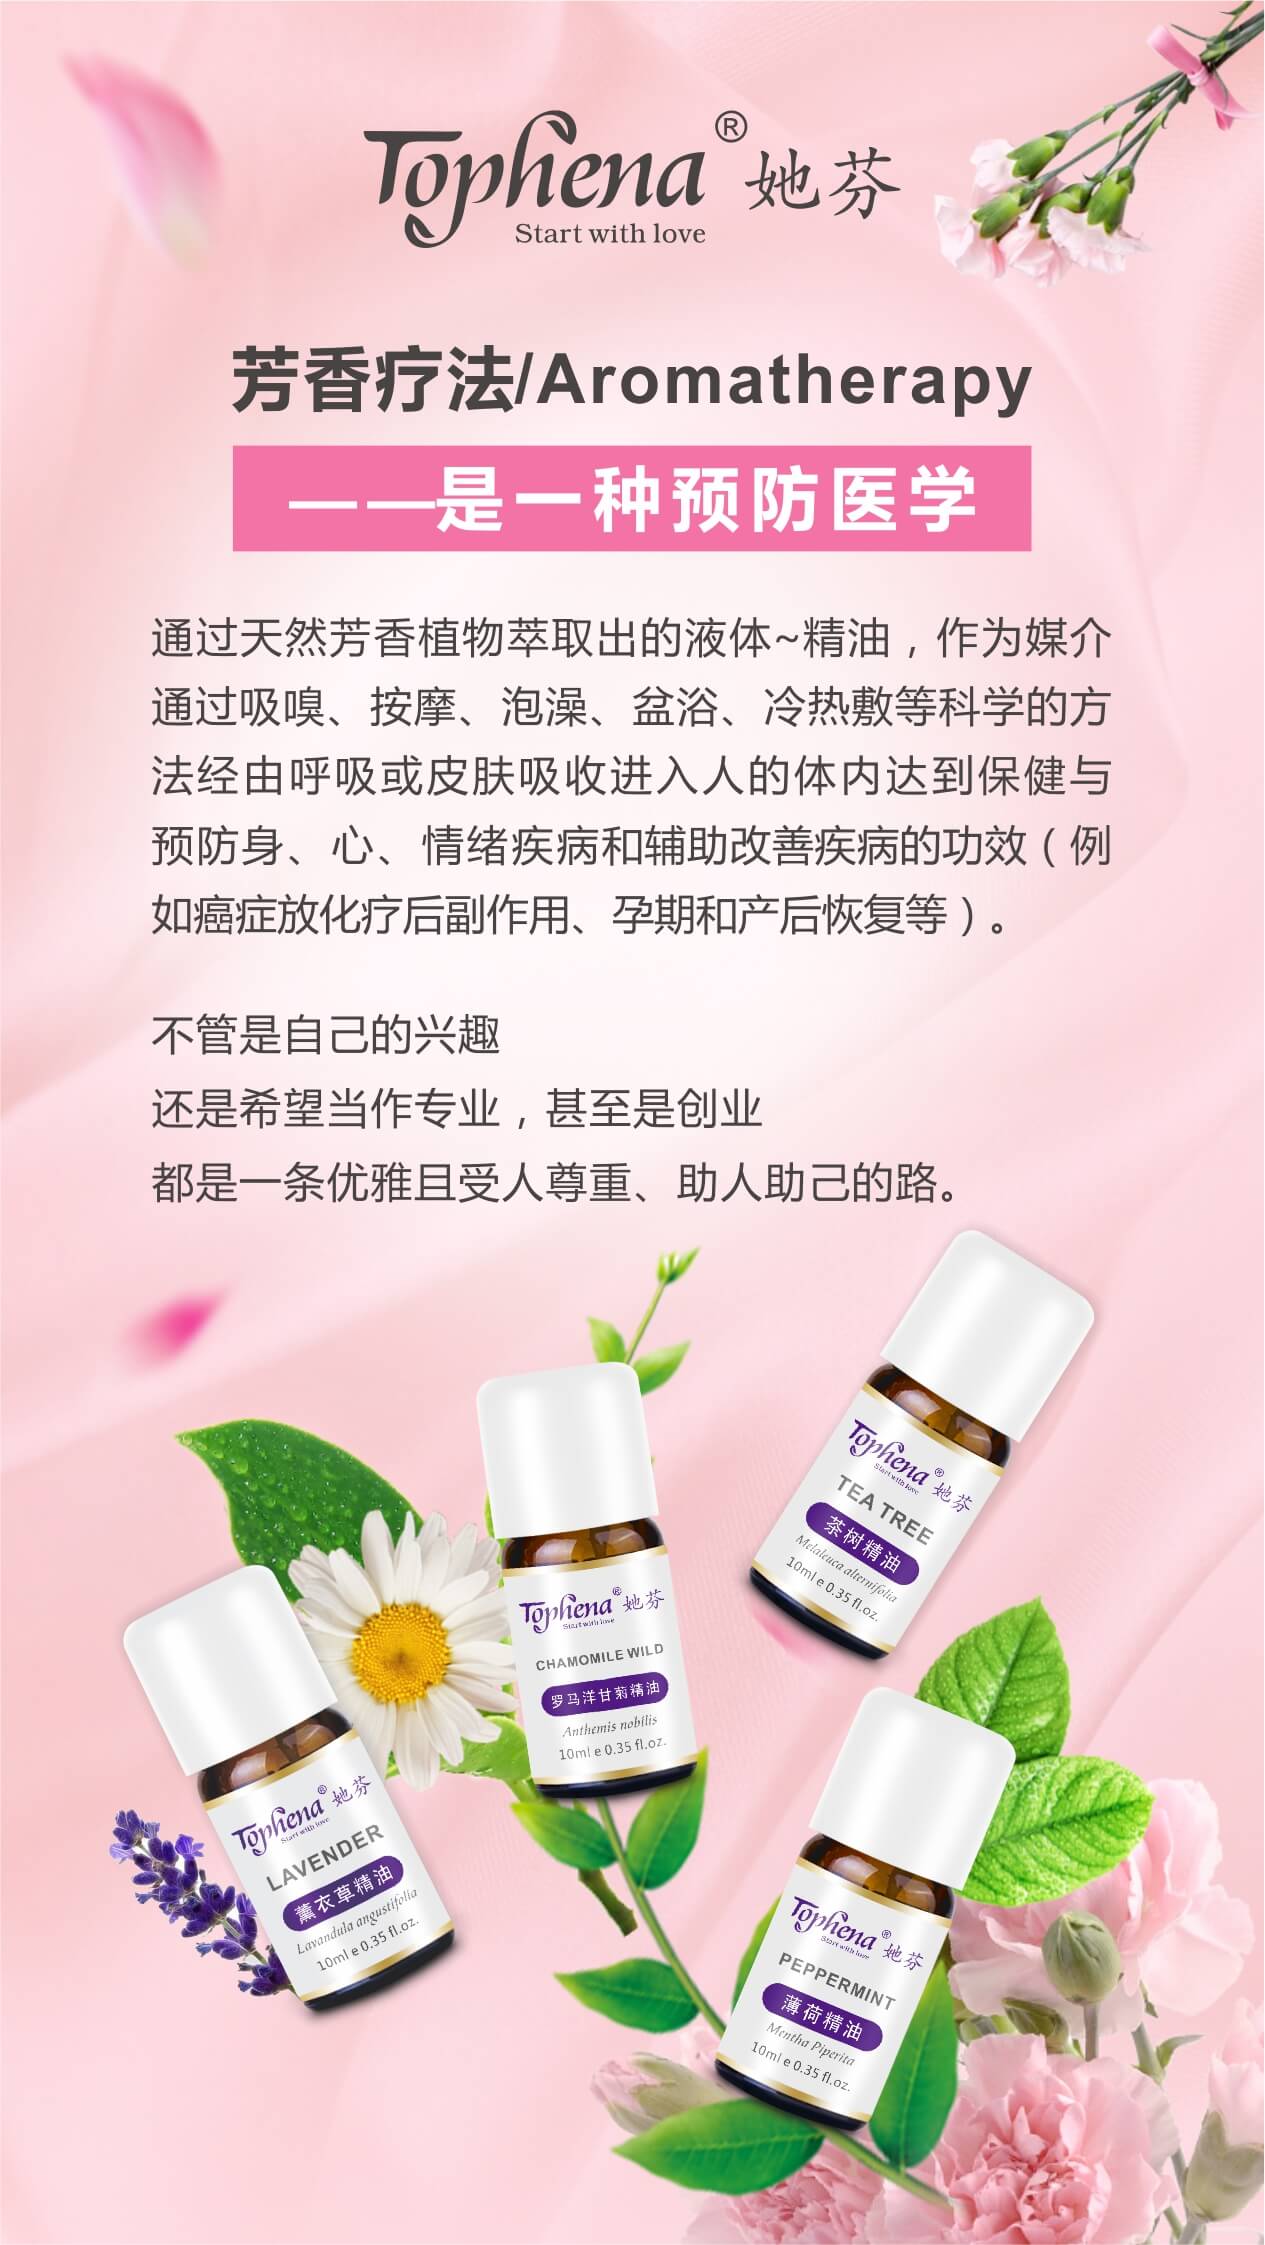 Tophena® 她芬
Start with love
芳香疗法/Aromatherapy
——是一种预防医学
通过天然芳香植物萃取出的液体~精油，作为媒介
通过吸嗅、按摩、泡澡、盆浴、冷热敷等科学的方
法经由呼吸或皮肤吸收进入人的体内达到保健与
预防身、心、情绪疾病和辅助改善疾病的功效（例
如癌症放化疗后副作用、孕期和产后恢复等）。
不管是自己的兴趣
还是希望当作专业，甚至是创业
都是一条优雅且受人尊重、助人助己的路。
Tophena® 她芬
Start with love
TEA TREE
茶树精油
Melaleuca alternifolia
10ml e 0.35 fl.oz.
Tophena® 她芬
Start with love
CHAMOMILE WILD
罗马洋甘菊精油
Anthemis nobilis
10ml e 0.35 fl.oz.
Tophena® 她芬
Start with love
LAVENDER
薰衣草精油
Lavandula angustifolia
10ml e 0.35 fl.oz.
Tophena® 她芬
Start with love
PEPPERMINT
薄荷精油
Mentha Piperita
10ml e 0.35 fl.oz.